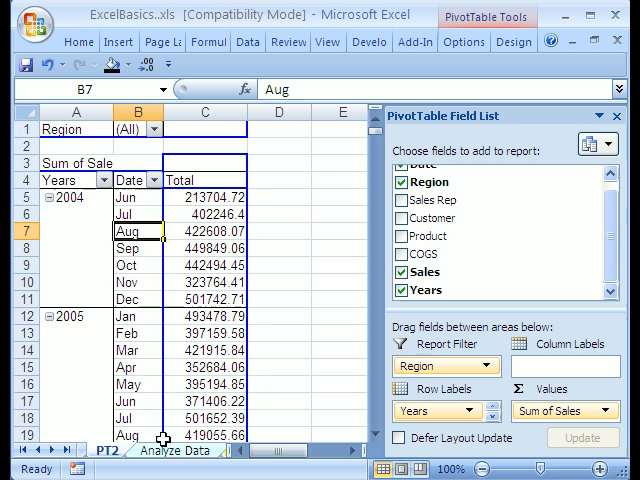 ExcelBasics..xls [Compatibility Mode] - Microsoft Excel PivotTable Tools
Home Insert Page La Formul Data Review View Develo Add-In Options Design
B7 fx Aug
A B C D E
1 Region (All)
2
3 Sum of Sale
4 Years Date Total
5 2004 Jun 213704.72
6 Jul 402246.4
7 Aug 422608.07
8 Sep 449849.06
9 Oct 442494.45
10 Nov 323764.41
11 Dec 501742.71
12 2005 Jan 493478.79
13 Feb 397159.58
14 Mar 421915.84
15 Apr 352684.06
16 May 395194.85
17 Jun 371406.22
18 Jul 501652.39
19 Aug 419055.66
PT2 Analyze Data
Ready 100%
PivotTable Field List
Choose fields to add to report:
Date
Region
Sales Rep
Customer
Product
COGS
Sales
Years
Drag fields between areas below:
Report Filter Column Labels
Region
Row Labels Σ Values
Years Sum of Sales
Defer Layout Update Update